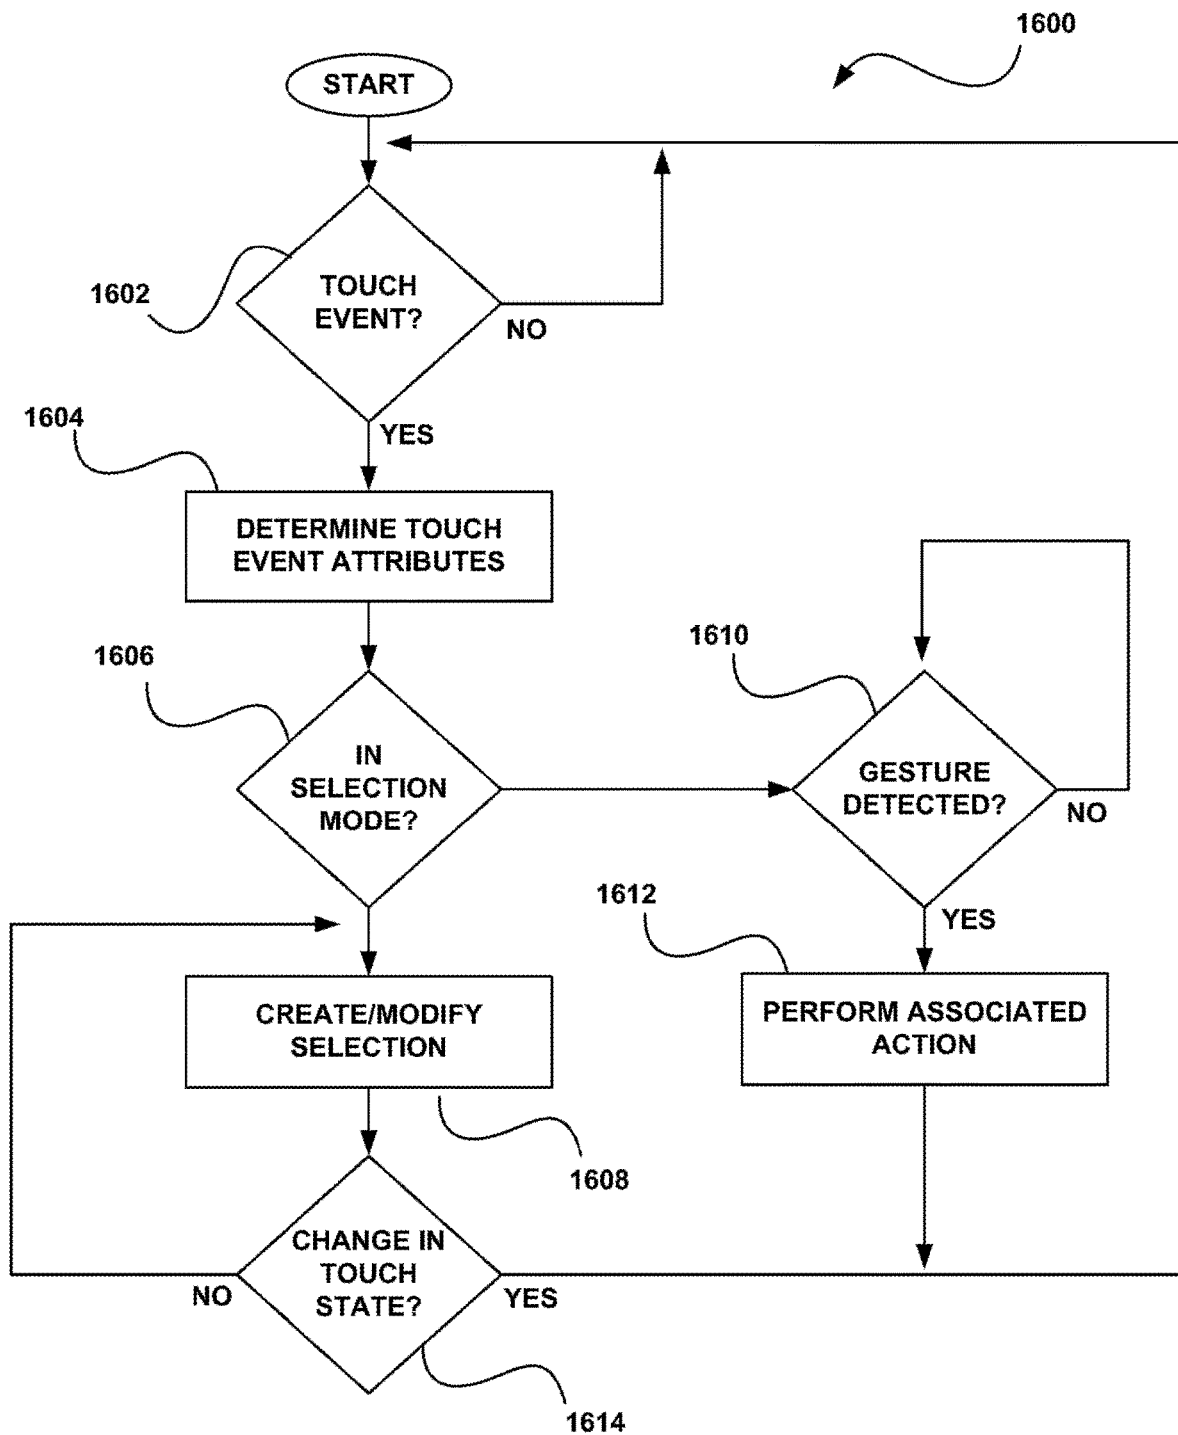 1600
START
1602
TOUCH
EVENT?
NO
YES
1604
DETERMINE TOUCH
EVENT ATTRIBUTES
1606
IN
SELECTION
MODE?
1610
GESTURE
DETECTED?
NO
YES
1612
PERFORM ASSOCIATED
ACTION
CREATE/MODIFY
SELECTION
1608
CHANGE IN
TOUCH
STATE?
NO
YES
1614